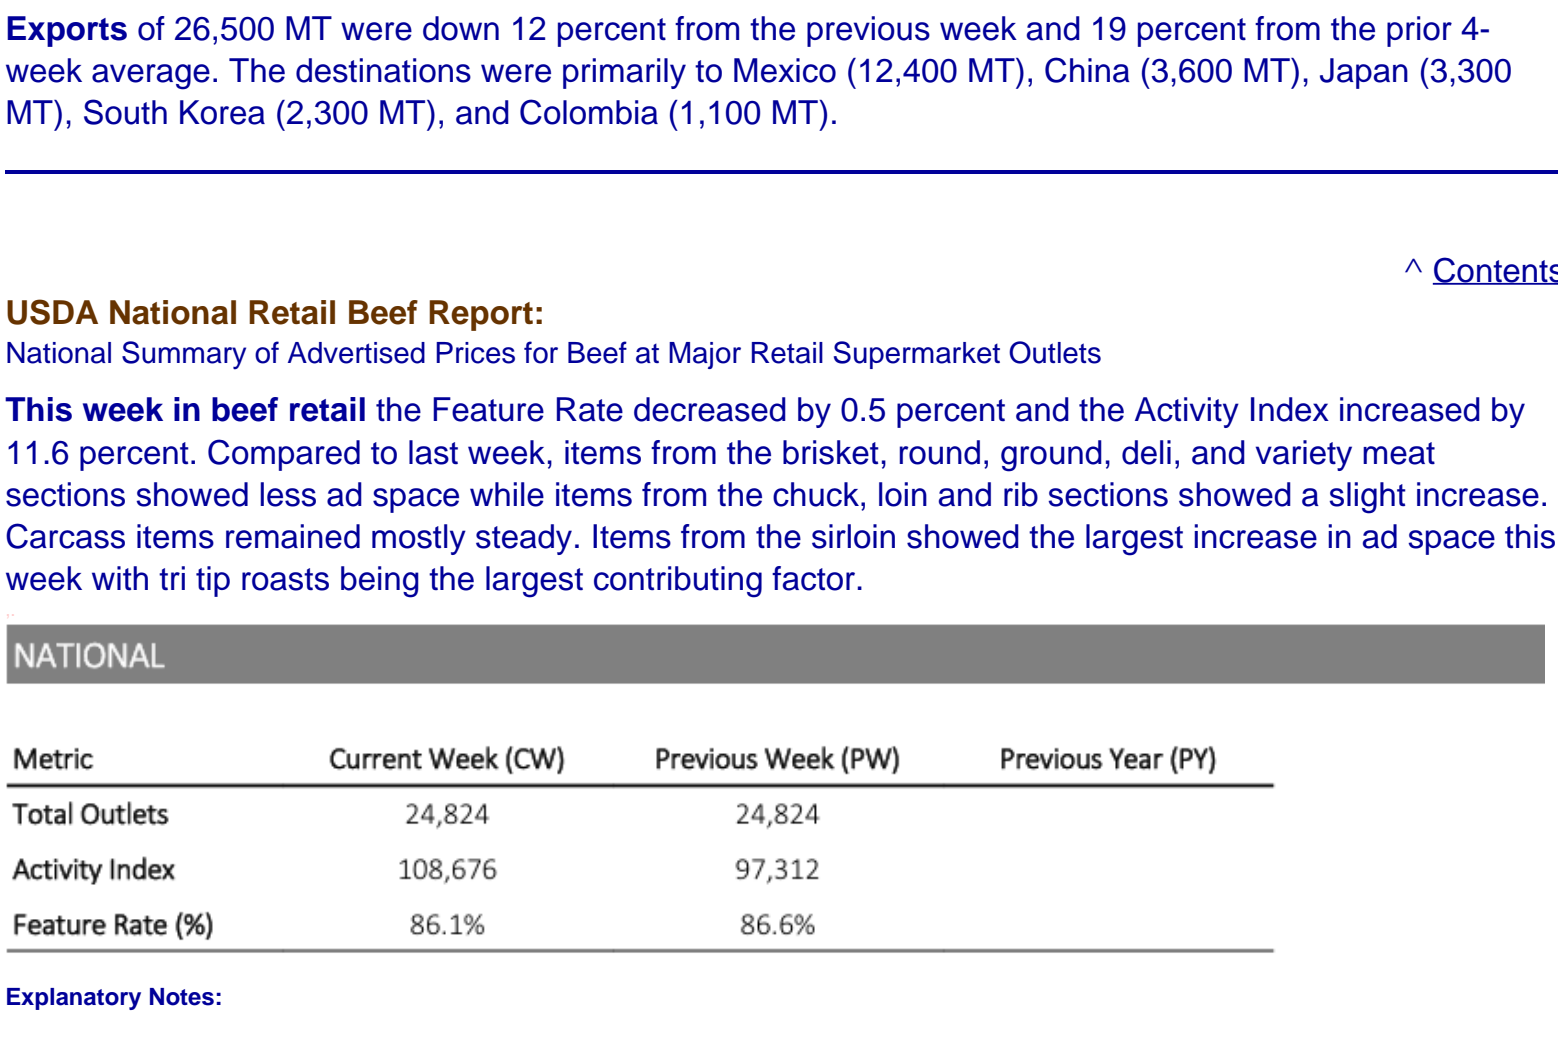 Exports of 26,500 MT were down 12 percent from the previous week and 19 percent from the prior 4-
week average. The destinations were primarily to Mexico (12,400 MT), China (3,600 MT), Japan (3,300
MT), South Korea (2,300 MT), and Colombia (1,100 MT).
^ Contents
USDA National Retail Beef Report:
National Summary of Advertised Prices for Beef at Major Retail Supermarket Outlets
This week in beef retail the Feature Rate decreased by 0.5 percent and the Activity Index increased by
11.6 percent. Compared to last week, items from the brisket, round, ground, deli, and variety meat
sections showed less ad space while items from the chuck, loin and rib sections showed a slight increase.
Carcass items remained mostly steady. Items from the sirloin showed the largest increase in ad space this
week with tri tip roasts being the largest contributing factor.
NATIONAL
Metric Current Week (CW) Previous Week (PW) Previous Year (PY)
Total Outlets 24,824 24,824
Activity Index 108,676 97,312
Feature Rate (%) 86.1% 86.6%
Explanatory Notes: